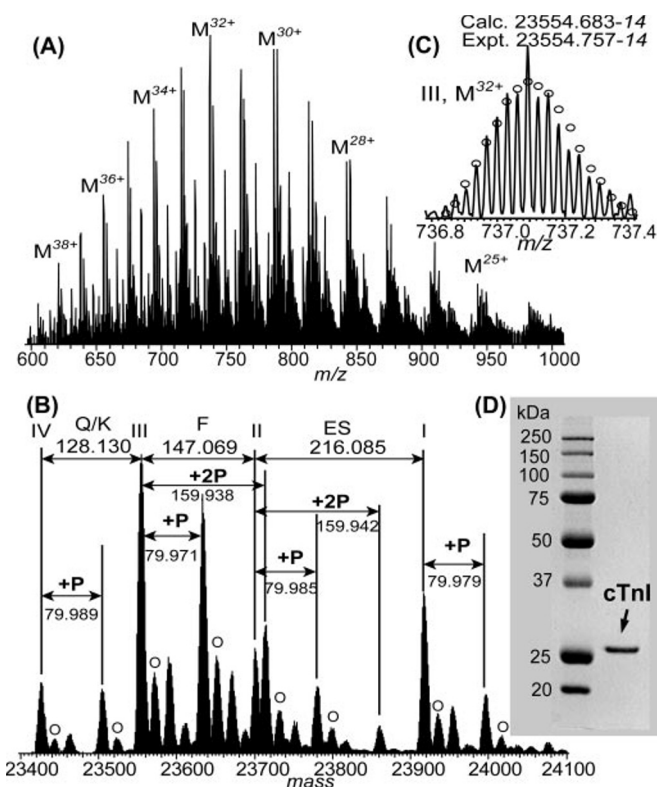 (A)
M38+
M36+
M34+
M32+
M30+
M28+
M25+
600 650 700 750 800 850 900 950 1000
m/z
(C)
Calc. 23554.683-14
Expt. 23554.757-14
III, M32+
736.8 737.0 737.2 737.4
m/z
(B)
Q/K F ES
IV III II I
128.130 147.069 216.085
+2P
159.938
+2P
159.942
+P
79.989
+P
79.971
+P
79.985
+P
79.979
O O O O O O O
23400 23500 23600 23700 23800 23900 24000 24100
mass
(D)
kDa
250
150
100
75
50
37
25
20
cTnI